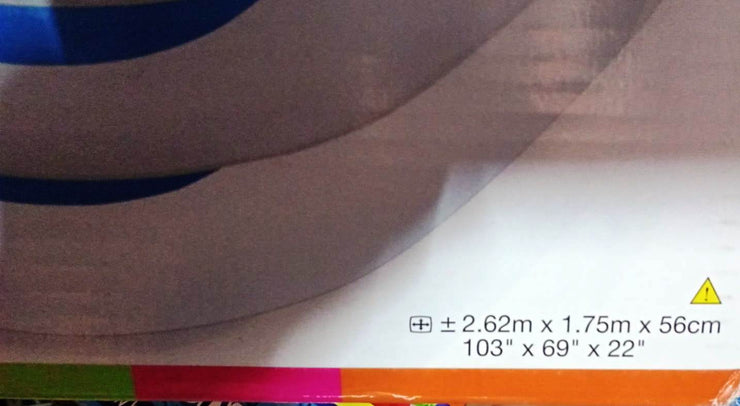 ± 2.62m x 1.75m x 56cm
103" x 69" x 22"